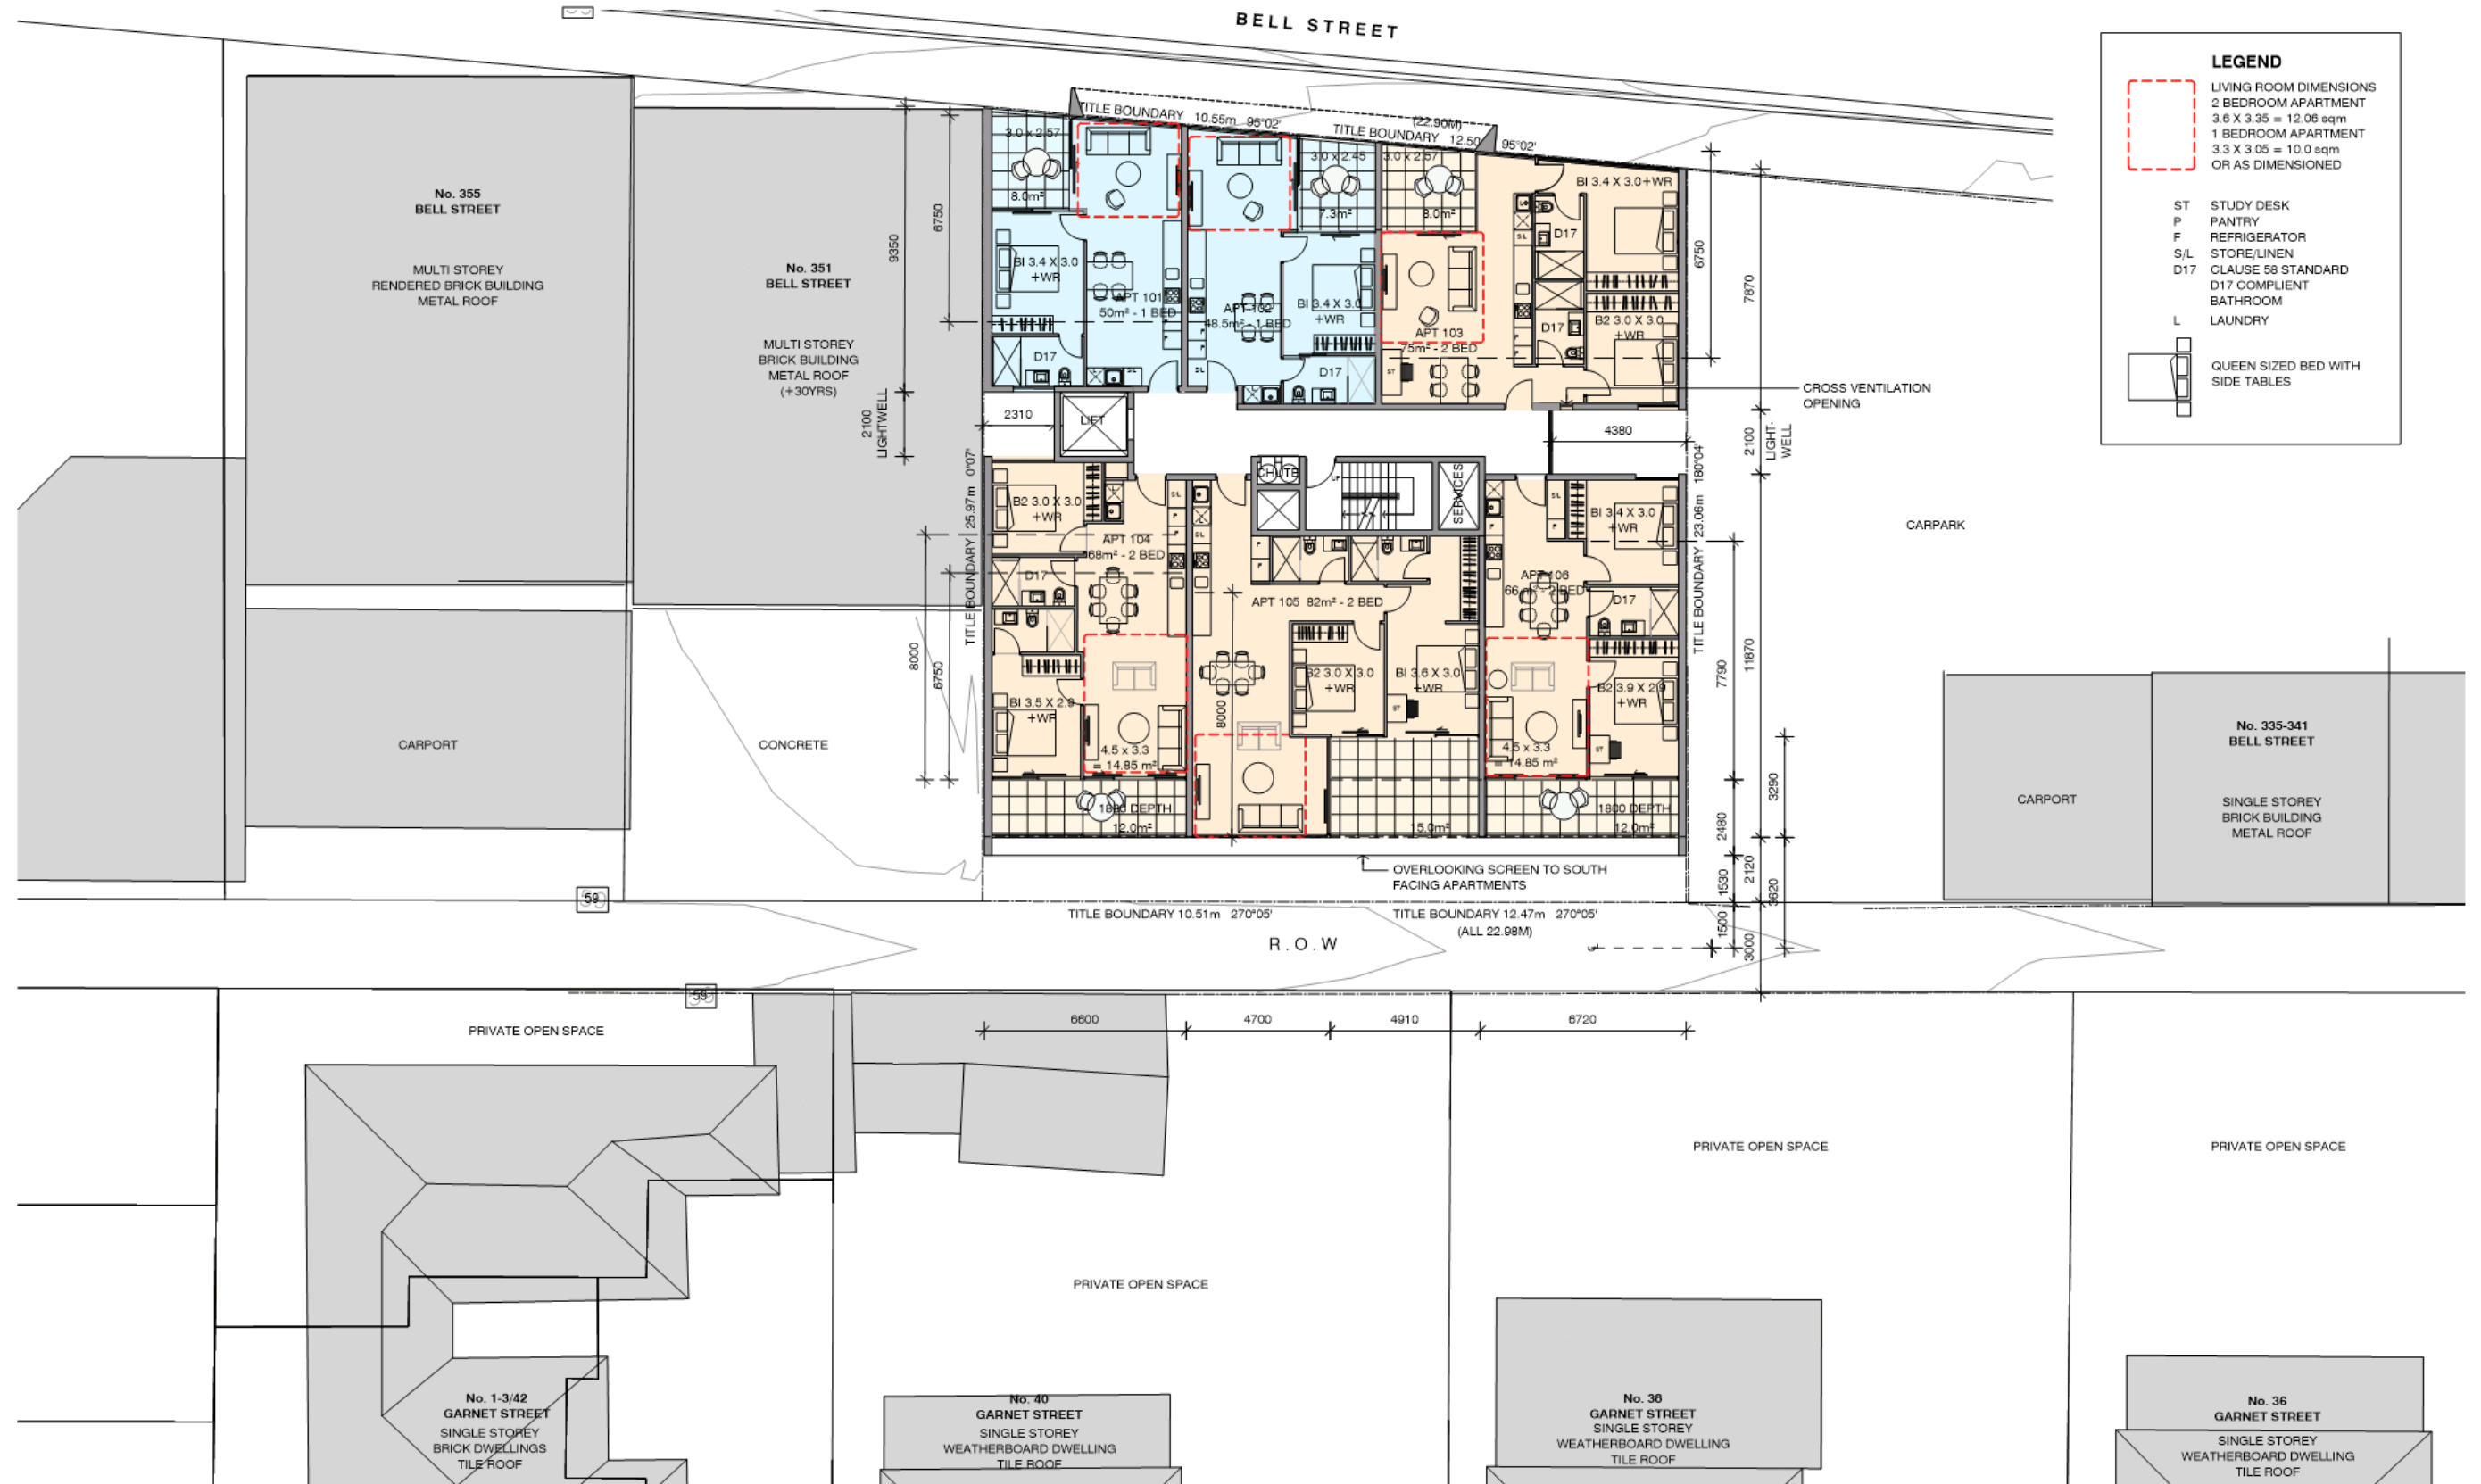 BELL STREET
LEGEND
LIVING ROOM DIMENSIONS
2 BEDROOM APARTMENT
3.6 X 3.35 = 12.06 sqm
1 BEDROOM APARTMENT
3.3 X 3.05 = 10.0 sqm
OR AS DIMENSIONED
ST STUDY DESK
P PANTRY
F REFRIGERATOR
S/L STORE/LINEN
D17 CLAUSE 58 STANDARD
D17 COMPLIENT
BATHROOM
L LAUNDRY
QUEEN SIZED BED WITH
SIDE TABLES
No. 355
BELL STREET
MULTI STOREY
RENDERED BRICK BUILDING
METAL ROOF
No. 351
BELL STREET
MULTI STOREY
BRICK BUILDING
METAL ROOF
(+30YRS)
TITLE BOUNDARY 10.55m 95°02'
(22.90M)
TITLE BOUNDARY 12.50 95°02'
3.0 x 2.57
8.0m²
3.0 x 2.45
7.3m²
3.0 x 2.57
8.0m²
BI 3.4 X 3.0+WR
BI 3.4 X 3.0
+WR
APT 101
50m² - 1 BED
D17
APT 102
48.5m² - 1 BED
BI 3.4 X 3.0
+WR
D17
APT 103
75m² - 2 BED
ST
D17
D17
B2 3.0 X 3.0
+WR
9350
6750
6750
7870
2100
LIGHTWELL
2310
LIFT
4380
2100
LIGHT-
WELL
CROSS VENTILATION
OPENING
CHUTE
UP
SERVICES
CARPARK
TITLE BOUNDARY 25.97m 0°07'
TITLE BOUNDARY 23.06m 180°04'
B2 3.0 X 3.0
+WR
APT 104
68m² - 2 BED
D17
BI 3.5 X 2.9
+WR
4.5 x 3.3
= 14.85 m²
1800 DEPTH
12.0m²
APT 105 82m² - 2 BED
B2 3.0 X 3.0
+WR
BI 3.6 X 3.0
+WR
ST
8000
15.0m²
APT 106
66m² - 2 BED
BI 3.4 X 3.0
+WR
D17
B2 3.9 X 2.9
+WR
ST
4.5 x 3.3
= 14.85 m²
1800 DEPTH
12.0m²
8000
6750
7790
11870
3290
2480
2120
1530
3620
1500
3000
CARPORT
CONCRETE
CARPORT
No. 335-341
BELL STREET
SINGLE STOREY
BRICK BUILDING
METAL ROOF
OVERLOOKING SCREEN TO SOUTH
FACING APARTMENTS
59
TITLE BOUNDARY 10.51m 270°05'
TITLE BOUNDARY 12.47m 270°05'
(ALL 22.98M)
R.O.W
59
6600
4700
4910
6720
PRIVATE OPEN SPACE
PRIVATE OPEN SPACE
PRIVATE OPEN SPACE
PRIVATE OPEN SPACE
No. 1-3/42
GARNET STREET
SINGLE STOREY
BRICK DWELLINGS
TILE ROOF
No. 40
GARNET STREET
SINGLE STOREY
WEATHERBOARD DWELLING
TILE ROOF
No. 38
GARNET STREET
SINGLE STOREY
WEATHERBOARD DWELLING
TILE ROOF
No. 36
GARNET STREET
SINGLE STOREY
WEATHERBOARD DWELLING
TILE ROOF